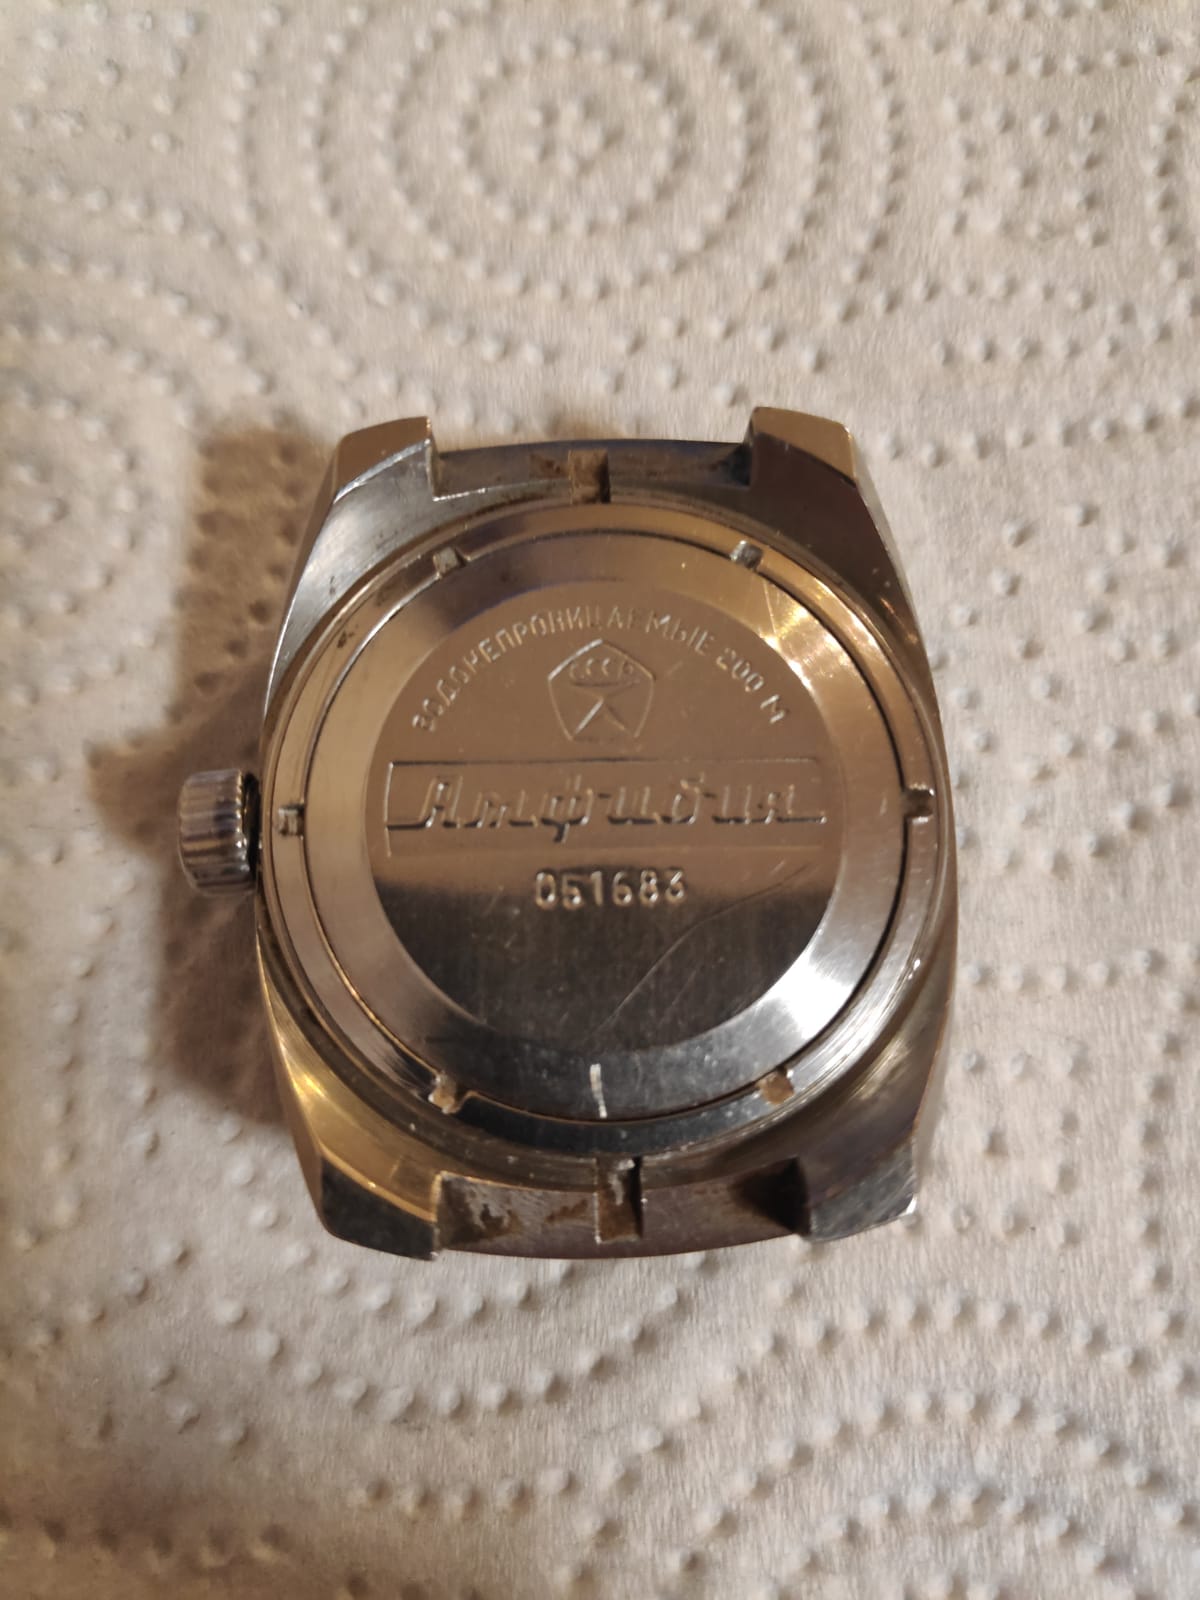 ВОДОНЕПРОНИЦАЕМЫЕ 200 М
СССР
Амфибия
051683